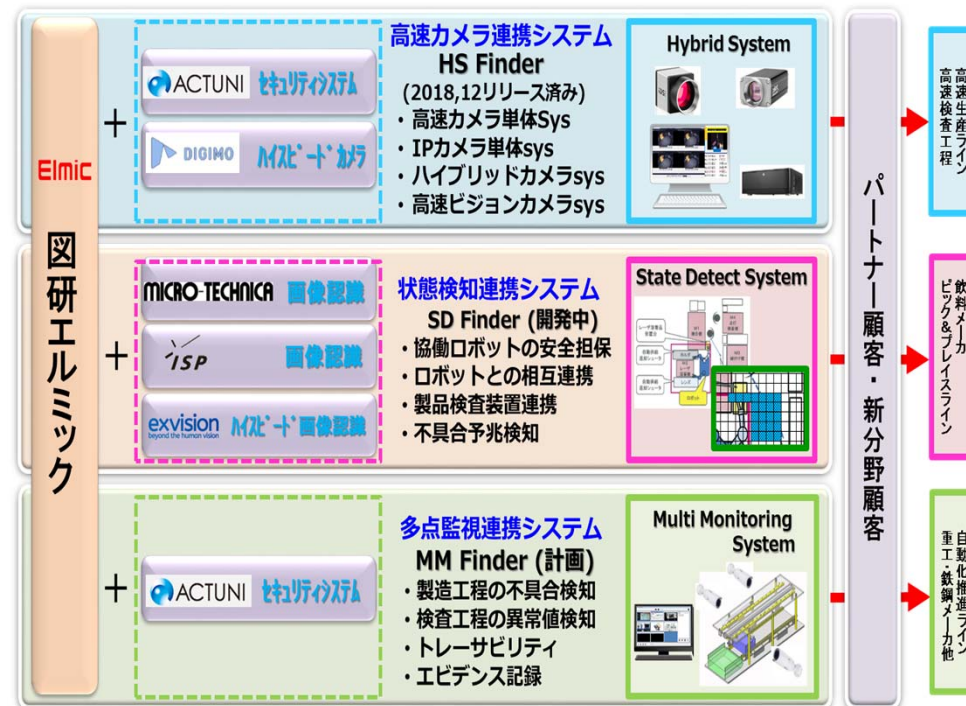 Elmic
図研エルミック
+
ACTUNI セキュリティシステム
DIGIMO ハイスピードカメラ
高速カメラ連携システム
HS Finder
(2018,12リリース済み)
・高速カメラ単体Sys
・IPカメラ単体sys
・ハイブリッドカメラsys
・高速ビジョンカメラsys
Hybrid System
+
MICRO-TECHNICA 画像認識
ISP 画像認識
exvision ハイスピード画像認識
beyond the human vision
状態検知連携システム
SD Finder (開発中)
・協働ロボットの安全担保
・ロボットとの相互連携
・製品検査装置連携
・不具合予兆検知
State Detect System
ロボット
+
ACTUNI セキュリティシステム
多点監視連携システム
MM Finder (計画)
・製造工程の不具合検知
・検査工程の異常値検知
・トレーサビリティ
・エビデンス記録
Multi Monitoring
System
パートナー顧客・新分野顧客
高速生産ライン
高速検査工程
飲料メーカ
ピック&プレイスライン
自動化推進ライン
重工・鉄鋼メーカ他